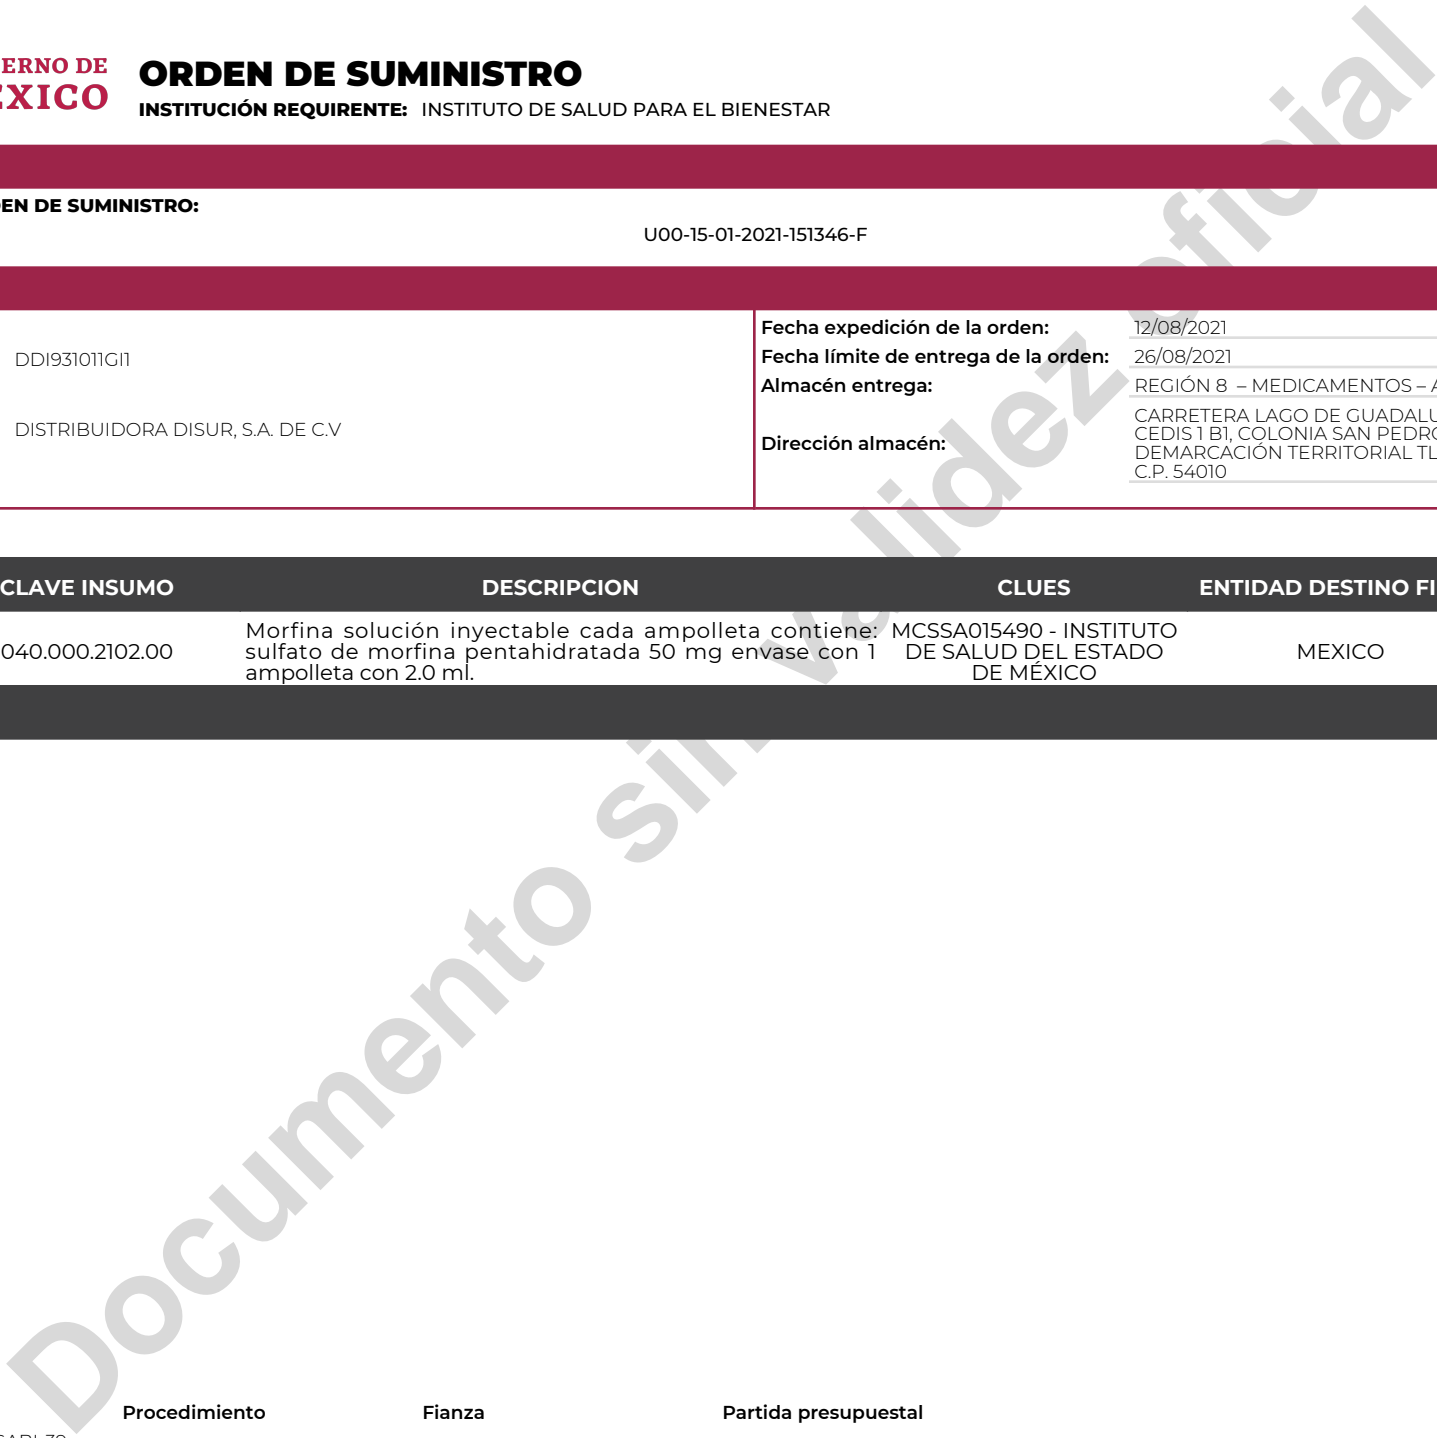 ERNO DE
ÉXICO
ORDEN DE SUMINISTRO
INSTITUCIÓN REQUIRENTE: INSTITUTO DE SALUD PARA EL BIENESTAR
EN DE SUMINISTRO:
U00-15-01-2021-151346-F
DDI931011GI1
DISTRIBUIDORA DISUR, S.A. DE C.V
Fecha expedición de la orden: 12/08/2021
Fecha límite de entrega de la orden: 26/08/2021
Almacén entrega: REGIÓN 8 – MEDICAMENTOS – A
Dirección almacén:
CARRETERA LAGO DE GUADALU
CEDIS 1 B1, COLONIA SAN PEDRO
DEMARCACIÓN TERRITORIAL TL
C.P. 54010
CLAVE INSUMO DESCRIPCION CLUES ENTIDAD DESTINO FI
040.000.2102.00
Morfina solución inyectable cada ampolleta contiene:
sulfato de morfina pentahidratada 50 mg envase con 1
ampolleta con 2.0 ml.
MCSSA015490 - INSTITUTO
DE SALUD DEL ESTADO
DE MÉXICO
MEXICO
Documento sin validez oficial
Procedimiento Fianza Partida presupuestal